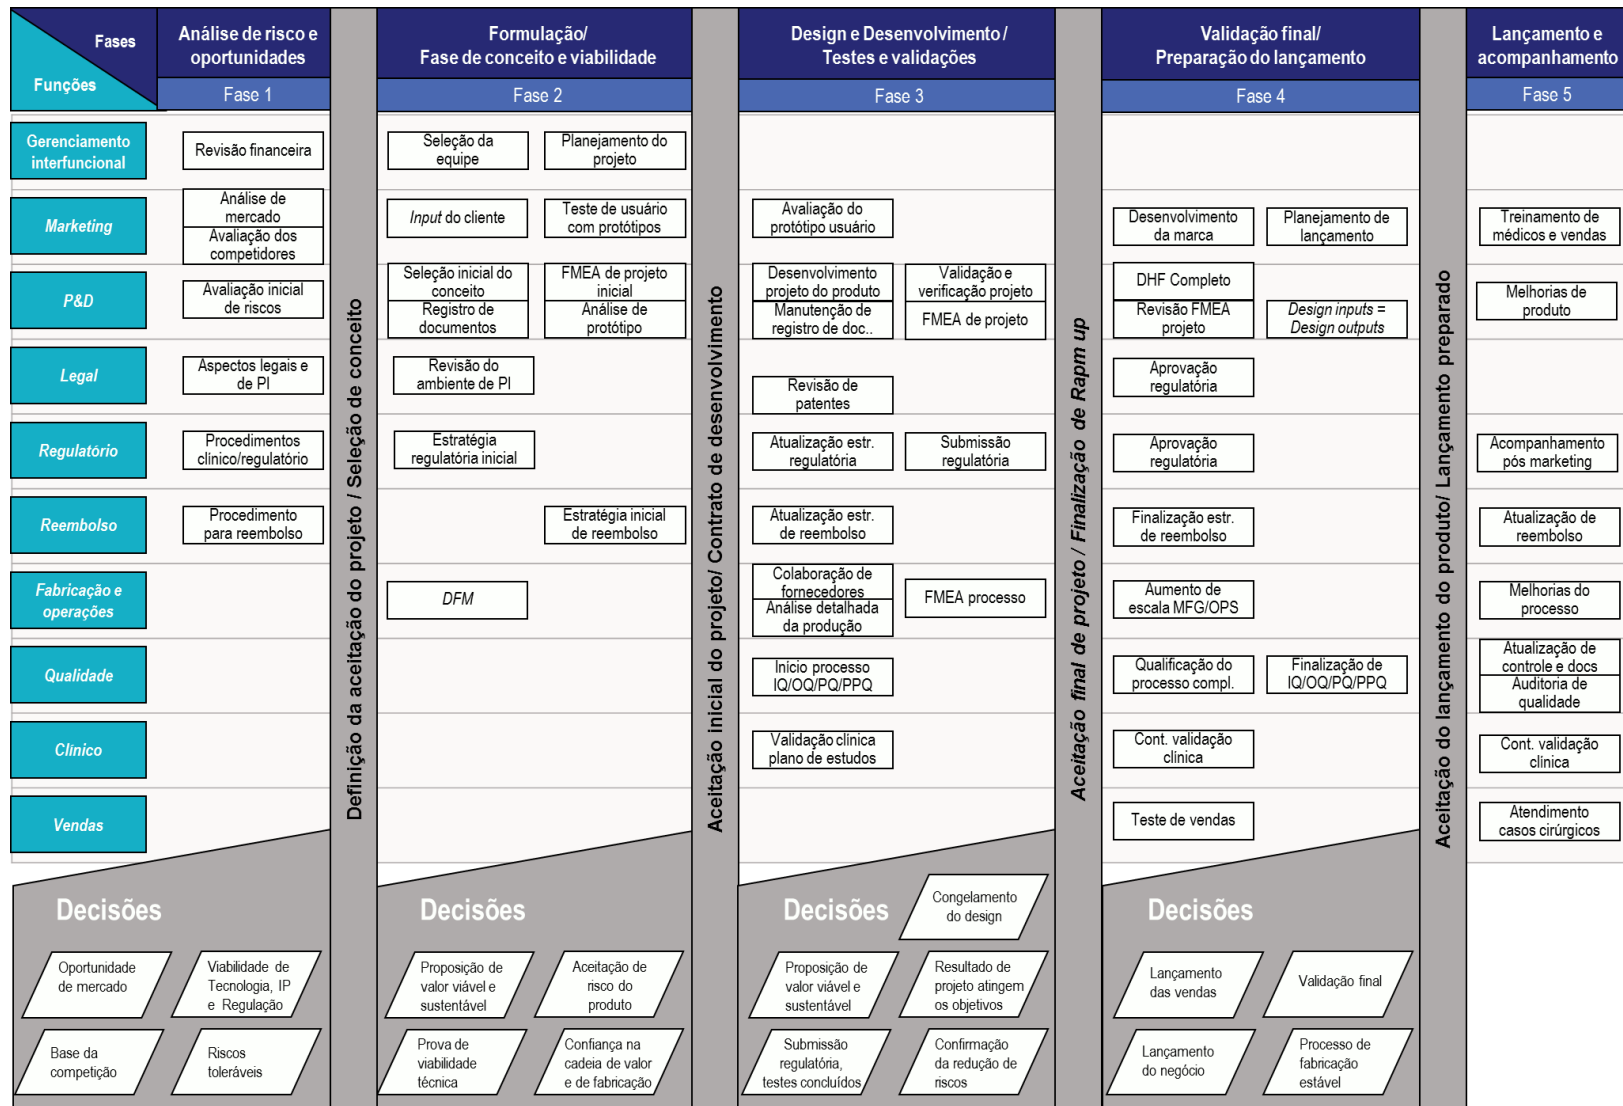 Fases
Funções
Análise de risco e
oportunidades
Fase 1
Formulação/
Fase de conceito e viabilidade
Fase 2
Design e Desenvolvimento /
Testes e validações
Fase 3
Validação final/
Preparação do lançamento
Fase 4
Lançamento e
acompanhamento
Fase 5
Gerenciamento
interfuncional
Revisão financeira
Seleção da
equipe
Planejamento do
projeto
Marketing
Análise de
mercado
Avaliação dos
competidores
Input do cliente
Teste de usuário
com protótipos
Avaliação do
protótipo usuário
Desenvolvimento
da marca
Planejamento de
lançamento
Treinamento de
médicos e vendas
P&D
Avaliação inicial
de riscos
Seleção inicial do
conceito
Registro de
documentos
FMEA de projeto
inicial
Análise de
protótipo
Desenvolvimento
projeto do produto
Manutenção de
registro de doc..
Validação e
verificação projeto
FMEA de projeto
DHF Completo
Revisão FMEA
projeto
Design inputs =
Design outputs
Melhorias de
produto
Legal
Aspectos legais e
de PI
Revisão do
ambiente de PI
Revisão de
patentes
Aprovação
regulatória
Regulatório
Procedimentos
clínico/regulatório
Estratégia
regulatória inicial
Atualização estr.
regulatória
Submissão
regulatória
Aprovação
regulatória
Acompanhamento
pós marketing
Reembolso
Procedimento
para reembolso
Estratégia inicial
de reembolso
Atualização estr.
de reembolso
Finalização estr.
de reembolso
Atualização de
reembolso
Fabricação e
operações
DFM
Colaboração de
fornecedores
Análise detalhada
da produção
FMEA processo
Aumento de
escala MFG/OPS
Melhorias do
processo
Qualidade
Início processo
IQ/OQ/PQ/PPQ
Qualificação do
processo compl.
Finalização de
IQ/OQ/PQ/PPQ
Atualização de
controle e docs
Auditoria de
qualidade
Clínico
Validação clínica
plano de estudos
Cont. validação
clínica
Cont. validação
clínica
Vendas
Teste de vendas
Atendimento
casos cirúrgicos
Definição da aceitação do projeto / Seleção de conceito
Aceitação inicial do projeto/ Contrato de desenvolvimento
Aceitação final de projeto / Finalização de Rapm up
Aceitação do lançamento do produto/ Lançamento preparado
Decisões
Oportunidade
de mercado
Viabilidade de
Tecnologia, IP
e Regulação
Base da
competição
Riscos
toleráveis
Decisões
Proposição de
valor viável e
sustentável
Aceitação de
risco do
produto
Prova de
viabilidade
técnica
Confiança na
cadeia de valor
e de fabricação
Decisões
Congelamento
do design
Proposição de
valor viável e
sustentável
Resultado de
projeto atingem
os objetivos
Submissão
regulatória,
testes concluídos
Confirmação
da redução de
riscos
Decisões
Lançamento
das vendas
Validação final
Lançamento
do negócio
Processo de
fabricação
estável